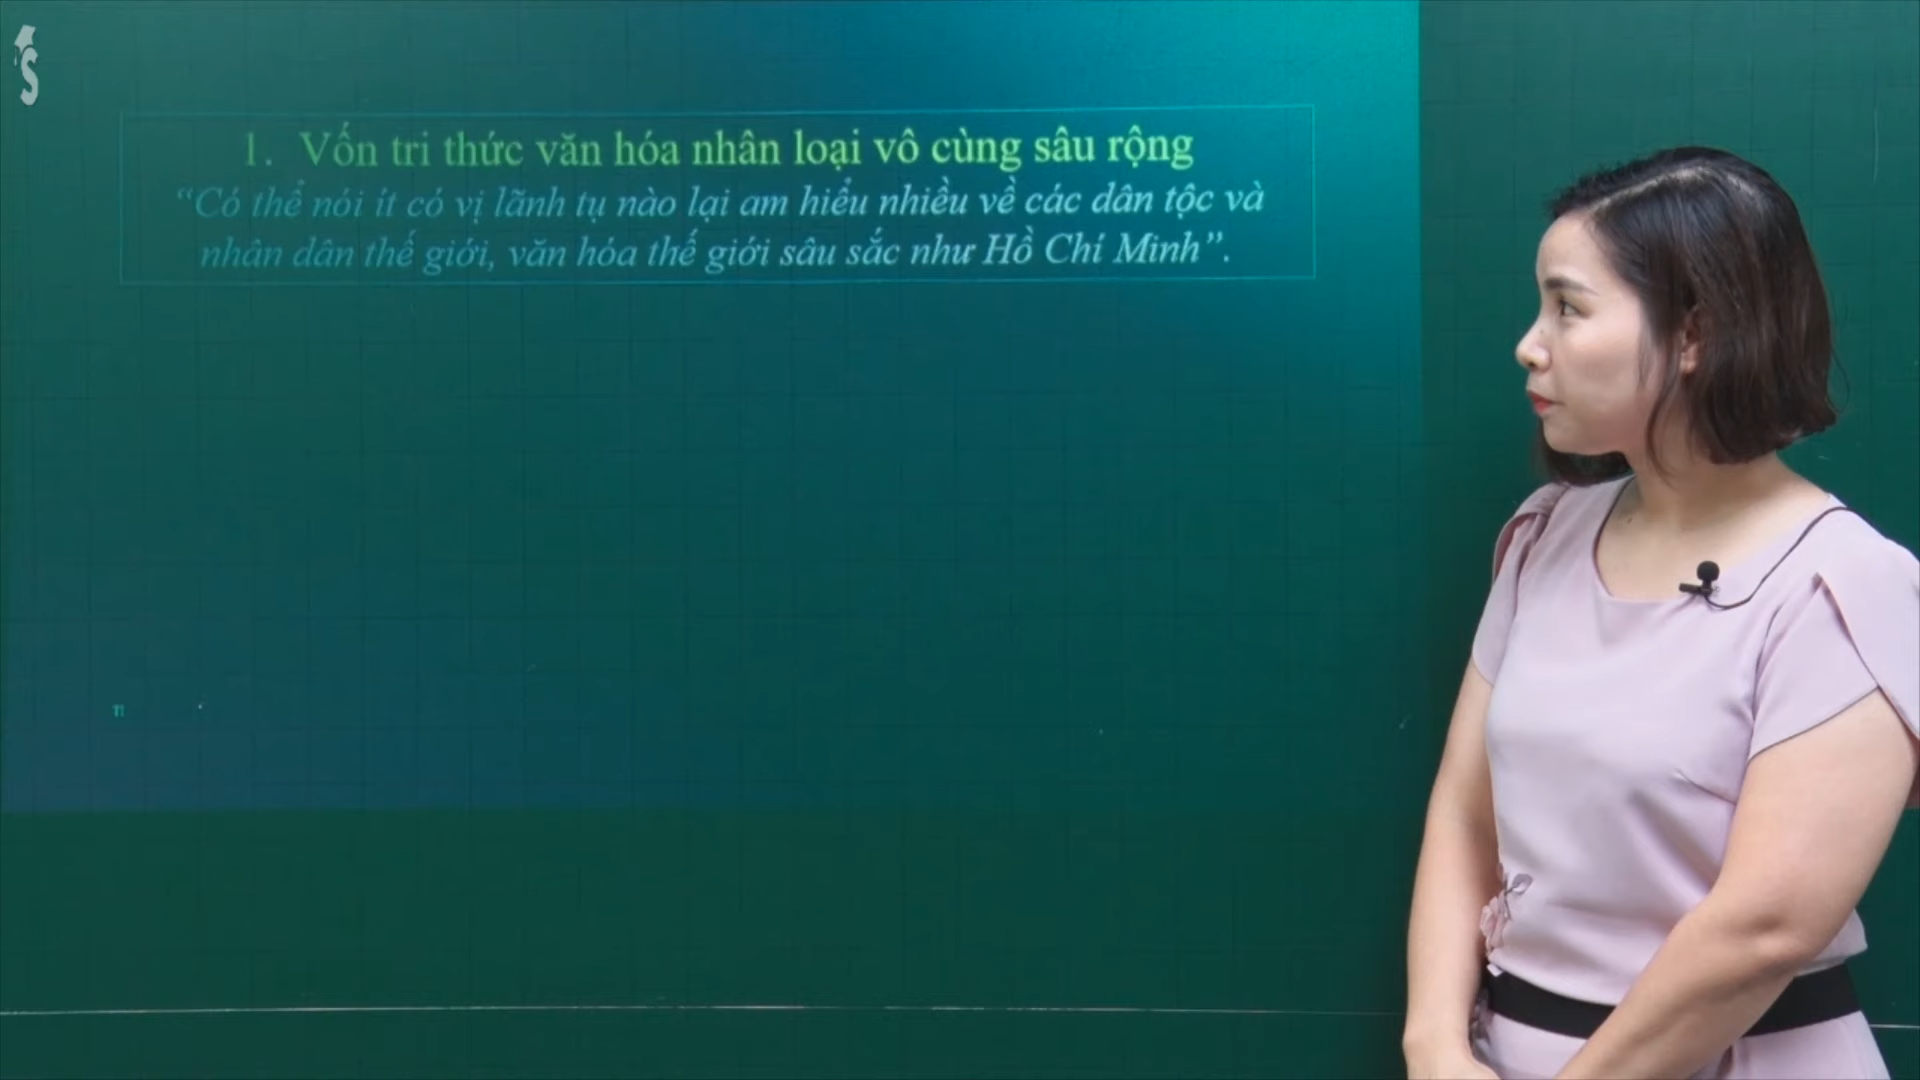 S
1. Vốn tri thức văn hóa nhân loại vô cùng sâu rộng
“Có thể nói ít có vị lãnh tụ nào lại am hiểu nhiều về các dân tộc và
nhân dân thế giới, văn hóa thế giới sâu sắc như Hồ Chí Minh”.